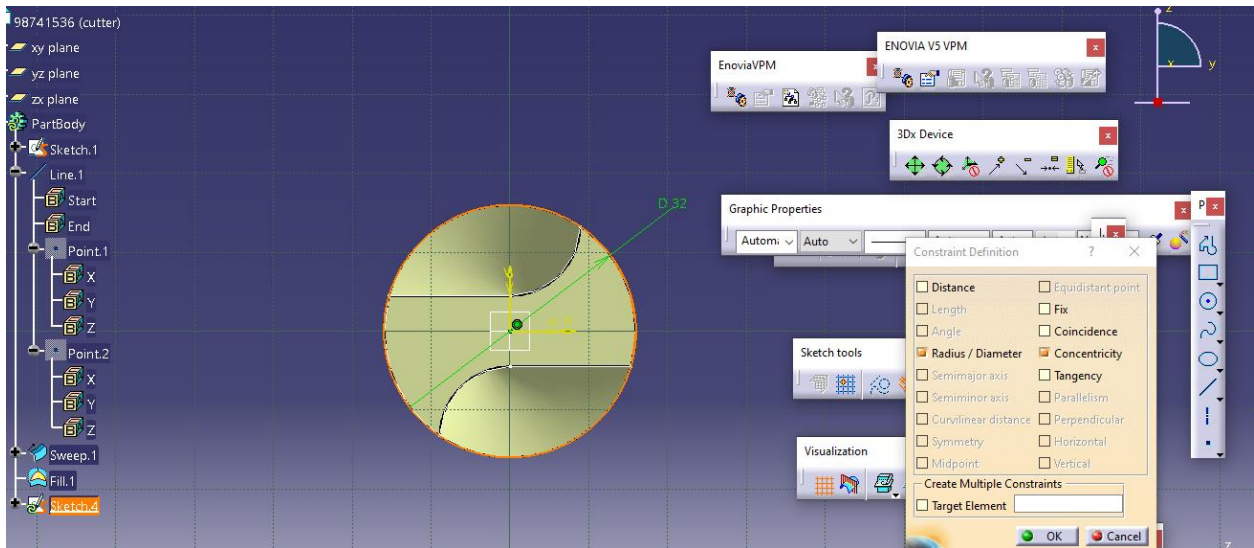 98741536 (cutter)
xy plane
yz plane
zx plane
PartBody
Sketch.1
Line.1
Start
End
Point.1
X
Y
Z
Point.2
X
Y
Z
Sweep.1
Fill.1
Sketch.4
D 32
V
z
x
y
ENOVIA V5 VPM
x
EnoviaVPM
x
3Dx Device
x
Graphic Properties
x
P
x
Automa
Auto
Sketch tools
Visualization
Constraint Definition
?
Distance
Equidistant point
Length
Fix
Angle
Coincidence
Radius / Diameter
Concentricity
Semimajor axis
Tangency
Semiminor axis
Parallelism
Curvilinear distance
Perpendicular
Symmetry
Horizontal
Midpoint
Vertical
Create Multiple Constraints
Target Element
OK
Cancel
z